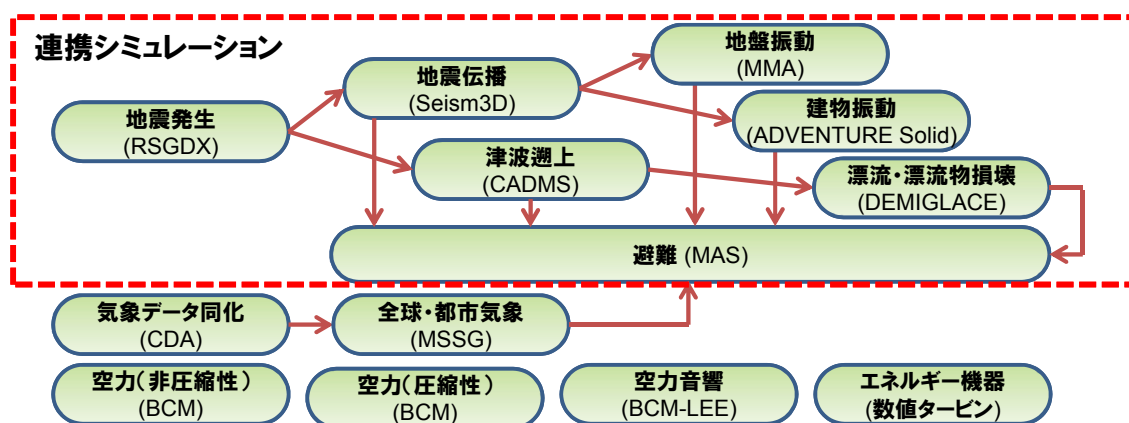 連携シミュレーション
地震発生
(RSGDX)
地震伝播
(Seism3D)
地盤振動
(MMA)
建物振動
(ADVENTURE Solid)
津波遡上
(CADMS)
漂流・漂流物損壊
(DEMIGLACE)
避難 (MAS)
気象データ同化
(CDA)
全球・都市気象
(MSSG)
空力(非圧縮性)
(BCM)
空力(圧縮性)
(BCM)
空力音響
(BCM-LEE)
エネルギー機器
(数値タービン)